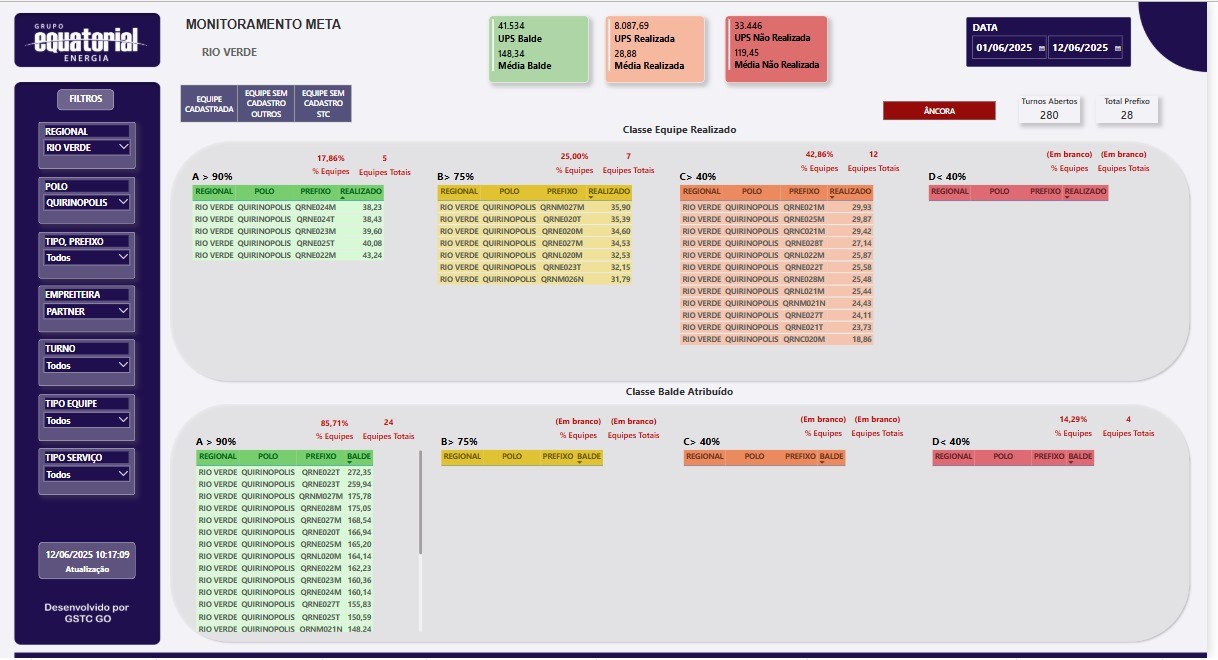 GRUPO
equatorial
ENERGIA
MONITORAMENTO META
RIO VERDE
41.534
UPS Balde
148,34
Média Balde
8.087,69
UPS Realizada
28,88
Média Realizada
33.446
UPS Não Realizada
119,45
Média Não Realizada
DATA
01/06/2025 12/06/2025
FILTROS
REGIONAL
RIO VERDE
POLO
QUIRINOPOLIS
TIPO, PREFIXO
Todos
EMPREITEIRA
PARTNER
TURNO
Todos
TIPO EQUIPE
Todos
TIPO SERVIÇO
Todos
12/06/2025 10:17:09
Atualização
Desenvolvido por
GSTC GO
EQUIPE
CADASTRADA
EQUIPE SEM
CADASTRO
OUTROS
EQUIPE SEM
CADASTRO
STC
ÂNCORA
Turnos Abertos
280
Total Prefixo
28
Classe Equipe Realizado
17,86% 5
% Equipes Equipes Totais
A > 90%
REGIONAL POLO PREFIXO REALIZADO
RIO VERDE QUIRINOPOLIS QRNE024M 38,23
RIO VERDE QUIRINOPOLIS QRNE024T 38,43
RIO VERDE QUIRINOPOLIS QRNE023M 39,60
RIO VERDE QUIRINOPOLIS QRNE025T 40,08
RIO VERDE QUIRINOPOLIS QRNE022M 43,24
25,00% 7
% Equipes Equipes Totais
B> 75%
REGIONAL POLO PREFIXO REALIZADO
RIO VERDE QUIRINOPOLIS QRNM027M 35,90
RIO VERDE QUIRINOPOLIS QRNE020T 35,39
RIO VERDE QUIRINOPOLIS QRNE020M 34,60
RIO VERDE QUIRINOPOLIS QRNE027M 34,53
RIO VERDE QUIRINOPOLIS QRNL020M 32,53
RIO VERDE QUIRINOPOLIS QRNE023T 32,15
RIO VERDE QUIRINOPOLIS QRNM026N 31,79
42,86% 12
% Equipes Equipes Totais
C> 40%
REGIONAL POLO PREFIXO REALIZADO
RIO VERDE QUIRINOPOLIS QRNE021M 29,93
RIO VERDE QUIRINOPOLIS QRNE025M 29,87
RIO VERDE QUIRINOPOLIS QRNC021M 29,42
RIO VERDE QUIRINOPOLIS QRNE028T 27,14
RIO VERDE QUIRINOPOLIS QRNL022M 25,87
RIO VERDE QUIRINOPOLIS QRNE022T 25,58
RIO VERDE QUIRINOPOLIS QRNE028M 25,48
RIO VERDE QUIRINOPOLIS QRNL021M 25,44
RIO VERDE QUIRINOPOLIS QRNM021N 24,43
RIO VERDE QUIRINOPOLIS QRNE027T 24,11
RIO VERDE QUIRINOPOLIS QRNE021T 23,73
RIO VERDE QUIRINOPOLIS QRNC020M 18,86
(Em branco) (Em branco)
% Equipes Equipes Totais
D< 40%
REGIONAL POLO PREFIXO REALIZADO
Classe Balde Atribuído
85,71% 24
% Equipes Equipes Totais
A > 90%
REGIONAL POLO PREFIXO BALDE
RIO VERDE QUIRINOPOLIS QRNE022T 272,35
RIO VERDE QUIRINOPOLIS QRNE023T 259,94
RIO VERDE QUIRINOPOLIS QRNM027M 175,78
RIO VERDE QUIRINOPOLIS QRNE028M 175,05
RIO VERDE QUIRINOPOLIS QRNE027M 168,54
RIO VERDE QUIRINOPOLIS QRNE020T 166,94
RIO VERDE QUIRINOPOLIS QRNE025M 165,20
RIO VERDE QUIRINOPOLIS QRNL020M 164,14
RIO VERDE QUIRINOPOLIS QRNE022M 162,23
RIO VERDE QUIRINOPOLIS QRNE023M 160,36
RIO VERDE QUIRINOPOLIS QRNE024M 160,14
RIO VERDE QUIRINOPOLIS QRNE027T 155,83
RIO VERDE QUIRINOPOLIS QRNE025T 150,59
RIO VERDE QUIRINOPOLIS QRNM021N 148,24
(Em branco) (Em branco)
% Equipes Equipes Totais
B> 75%
REGIONAL POLO PREFIXO BALDE
(Em branco) (Em branco)
% Equipes Equipes Totais
C> 40%
REGIONAL POLO PREFIXO BALDE
14,29% 4
% Equipes Equipes Totais
D< 40%
REGIONAL POLO PREFIXO BALDE